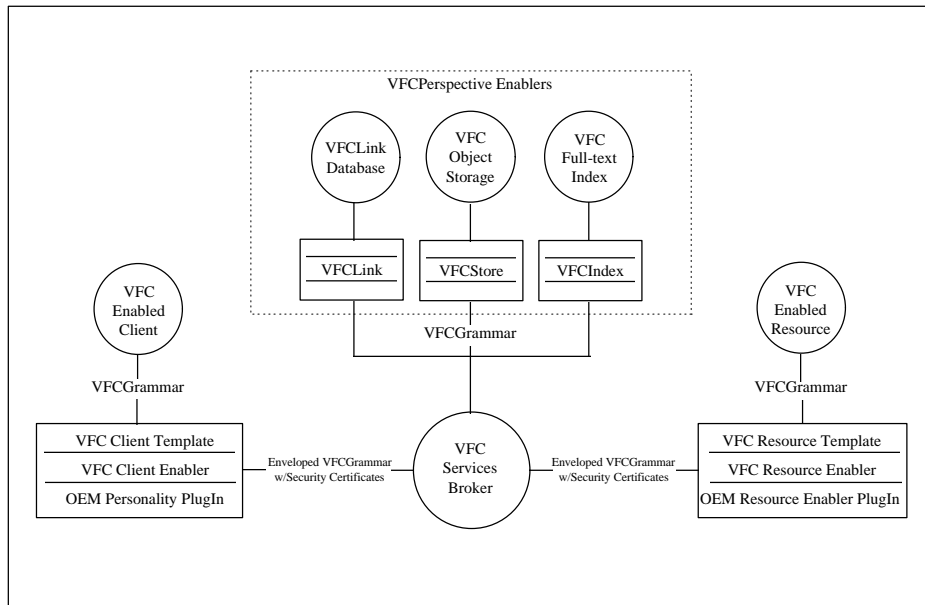 VFCPerspective Enablers
VFCLink
Database
VFC
Object
Storage
VFC
Full-text
Index
VFCLink
VFCStore
VFCIndex
VFCGrammar
VFC
Enabled
Client
VFCGrammar
VFC Client Template
VFC Client Enabler
OEM Personality PlugIn
Enveloped VFCGrammar
w/Security Certificates
VFC
Services
Broker
Enveloped VFCGrammar
w/Security Certificates
VFC
Enabled
Resource
VFCGrammar
VFC Resource Template
VFC Resource Enabler
OEM Resource Enabler PlugIn